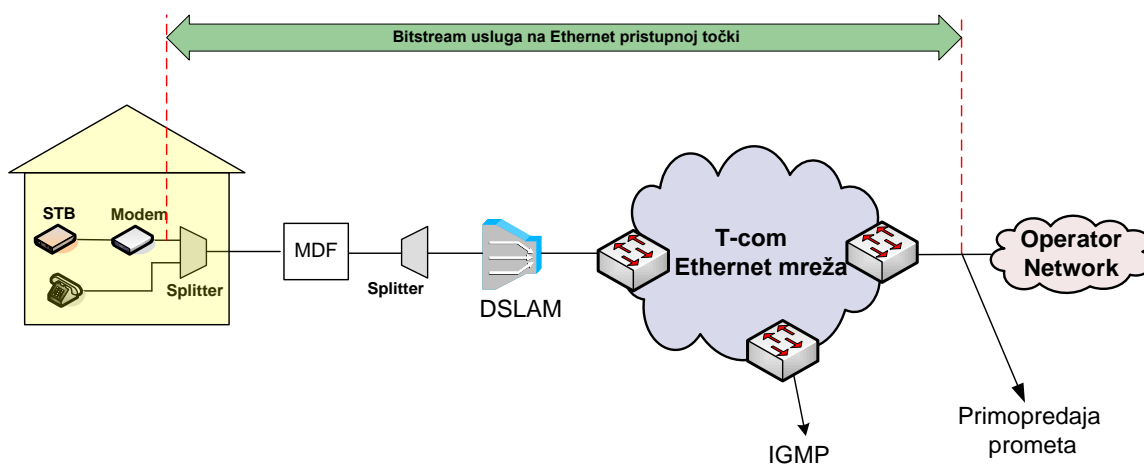 Bitstream usluga na Ethernet pristupnoj točki
STB
Modem
Splitter
MDF
Splitter
DSLAM
T-com
Ethernet mreža
Operator
Network
IGMP
Primopredaja
prometa